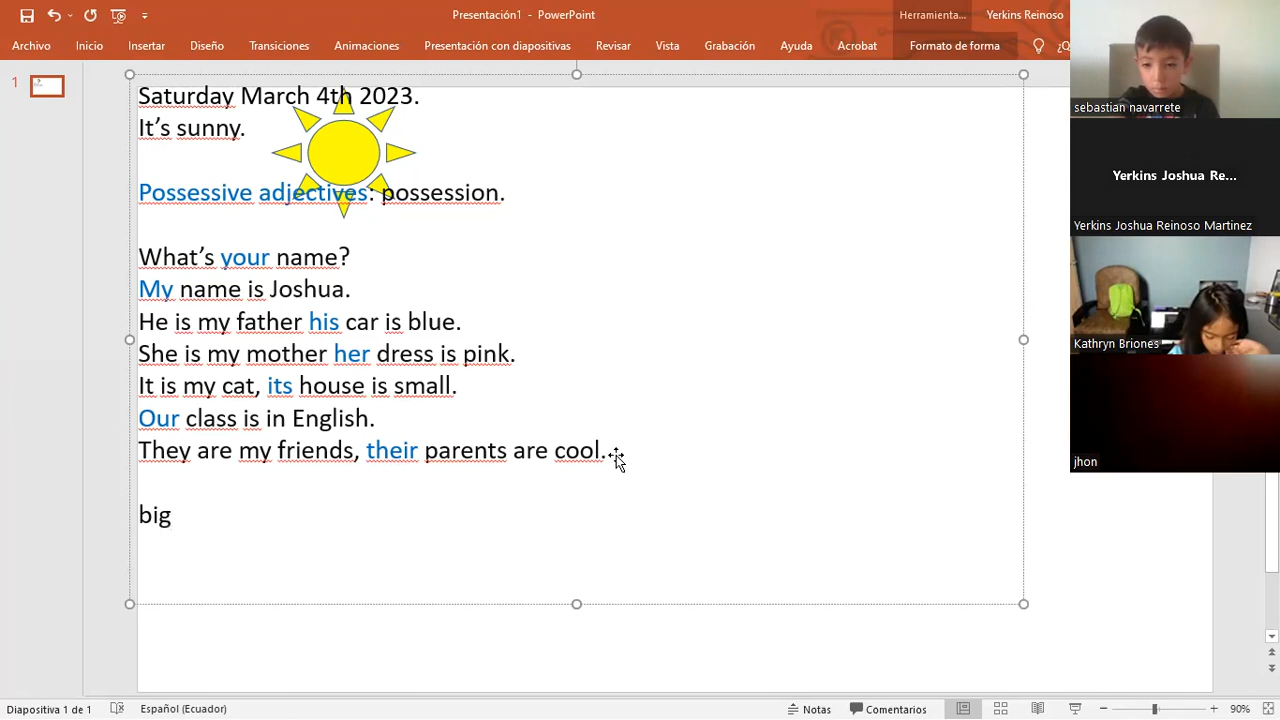 Presentación1 - PowerPoint
Herramienta...
Yerkins Reinoso
Archivo Inicio Insertar Diseño Transiciones Animaciones Presentación con diapositivas Revisar Vista Grabación Ayuda Acrobat Formato de forma ¿Q
1
Saturday March 4th 2023.
It’s sunny.
Possessive adjectives: possession.
What’s your name?
My name is Joshua.
He is my father his car is blue.
She is my mother her dress is pink.
It is my cat, its house is small.
Our class is in English.
They are my friends, their parents are cool.
big
sebastian navarrete
Yerkins Joshua Re...
Yerkins Joshua Reinoso Martinez
Kathryn Briones
jhon
Diapositiva 1 de 1 Español (Ecuador) Notas Comentarios 90%